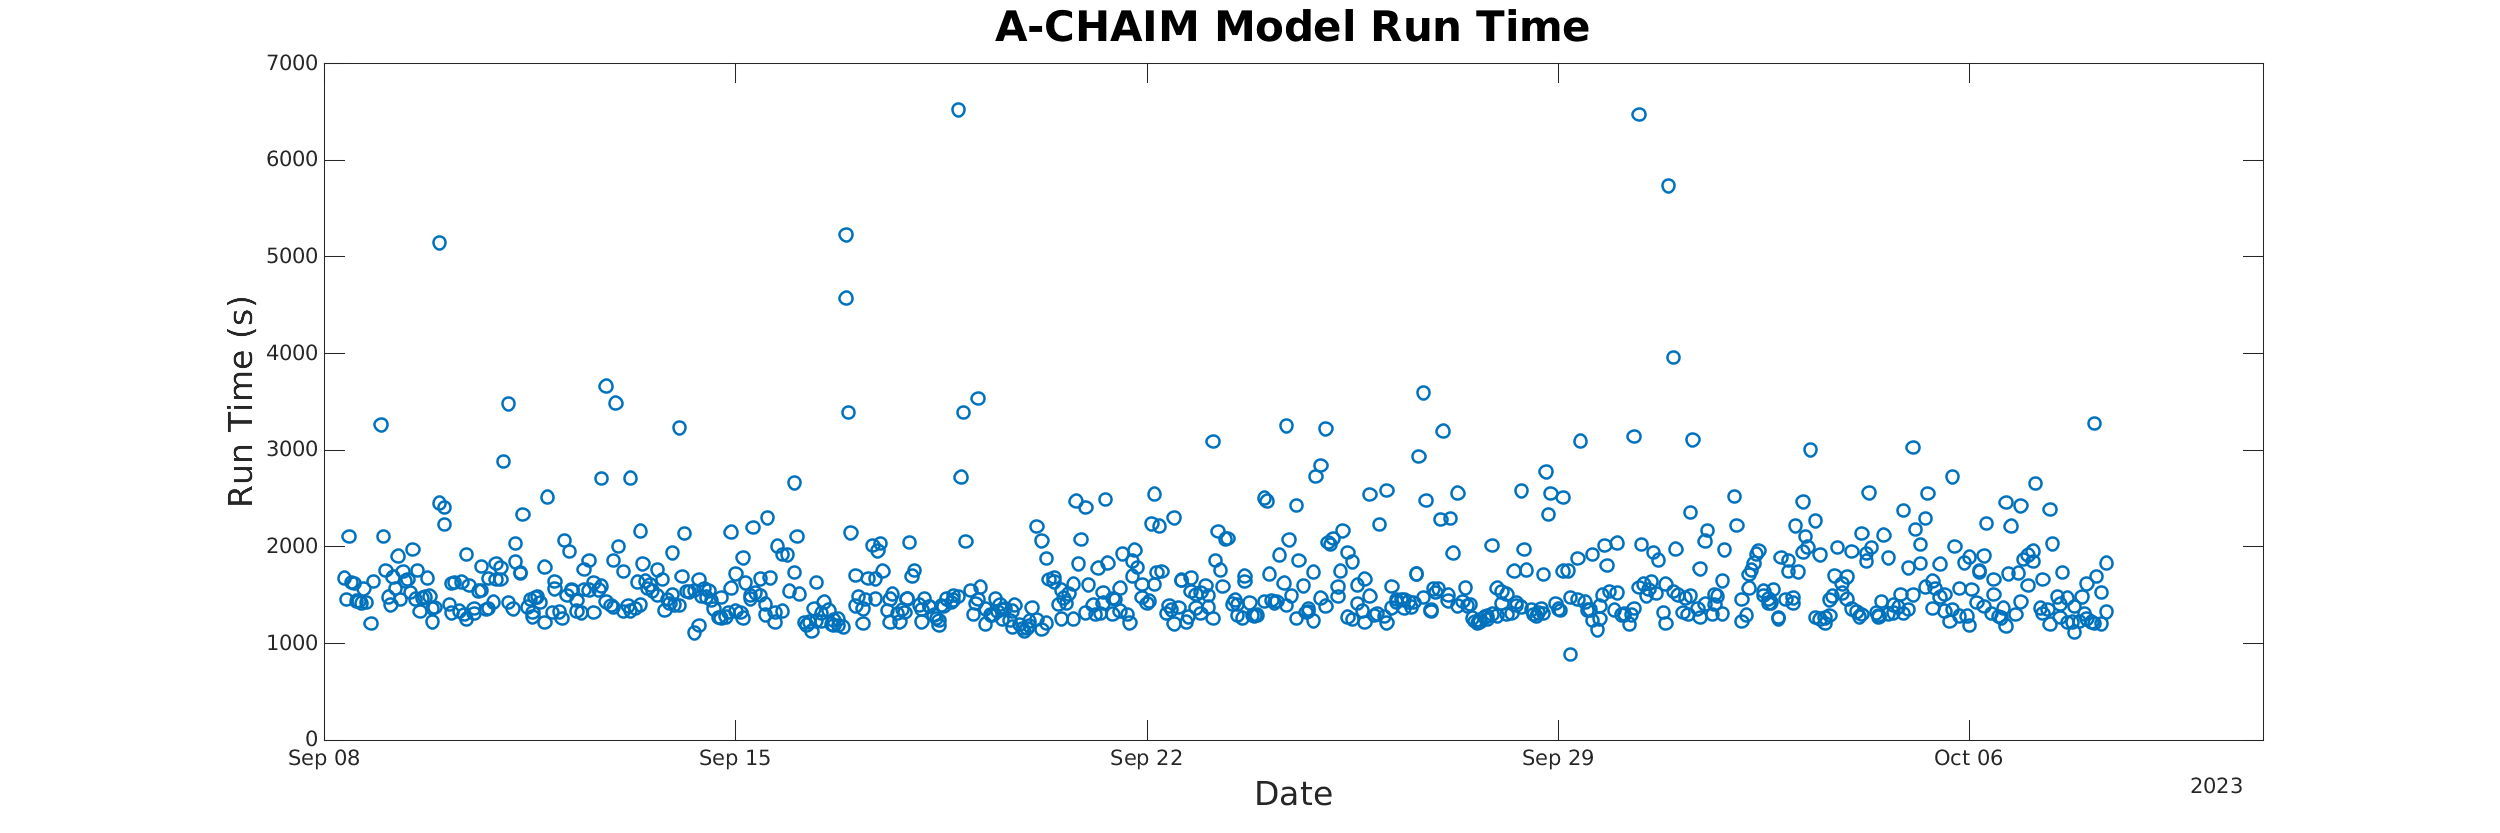 A-CHAIM Model Run Time
Run Time (s)
7000
6000
5000
4000
3000
2000
1000
0
Sep 08 Sep 15 Sep 22 Sep 29 Oct 06
Date
2023